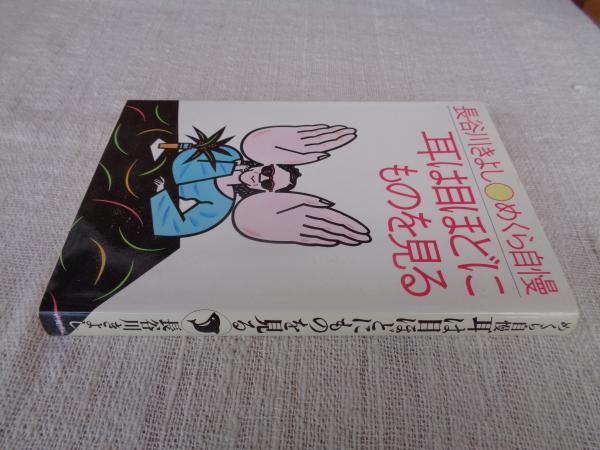 長谷川きよし●めくら自慢
耳は目ほどに
ものを見る
めくら自慢 耳は目ほどにものを見る 長谷川きよし